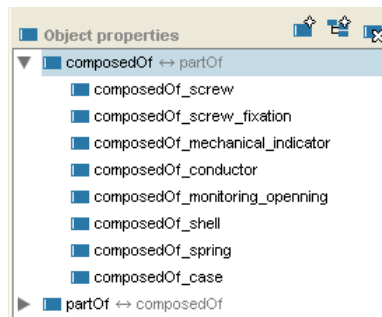 Object properties
composedOf ↔ partOf
composedOf_screw
composedOf_screw_fixation
composedOf_mechanical_indicator
composedOf_conductor
composedOf_monitoring_openning
composedOf_shell
composedOf_spring
composedOf_case
partOf ↔ composedOf